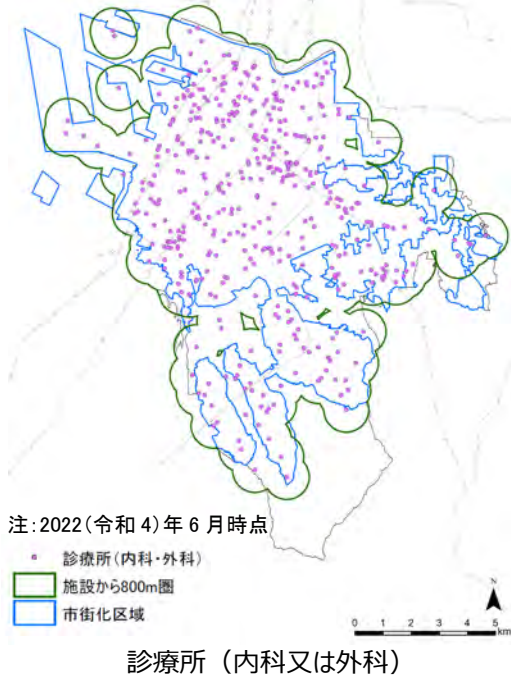 注：2022（令和 4）年 6 月時点
診療所（内科・外科）
施設から800m圏
市街化区域
N
0 1 2 3 4 5
km
診療所（内科又は外科）